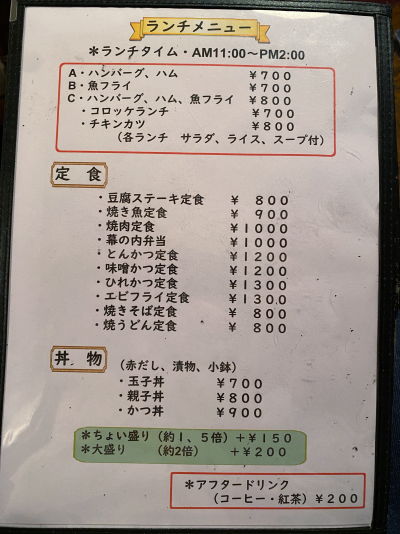 ランチメニュー
＊ランチタイム・AM11:00～PM2:00
A・ハンバーグ、ハム ￥７００
B・魚フライ ￥７００
C・ハンバーグ、ハム、魚フライ ￥８００
・コロッケランチ ￥７００
・チキンカツ ￥８００
（各ランチ　サラダ、ライス、スープ付）
定　食
・豆腐ステーキ定食 ￥　８００
・焼き魚定食 ￥　９００
・焼肉定食 ￥１０００
・幕の内弁当 ￥１０００
・とんかつ定食 ￥１２００
・味噌かつ定食 ￥１２００
・ひれかつ定食 ￥１３００
・エビフライ定食 ￥１３００
・焼きそば定食 ￥　８００
・焼うどん定食 ￥　８００
丼　物
（赤だし、漬物、小鉢）
・玉子丼 ￥７００
・親子丼 ￥８００
・かつ丼 ￥９００
＊ちょい盛り（約１、５倍）＋￥１５０
＊大盛り　　（約2倍）　　＋￥２００
＊アフタードリンク
（コーヒー・紅茶）￥２００